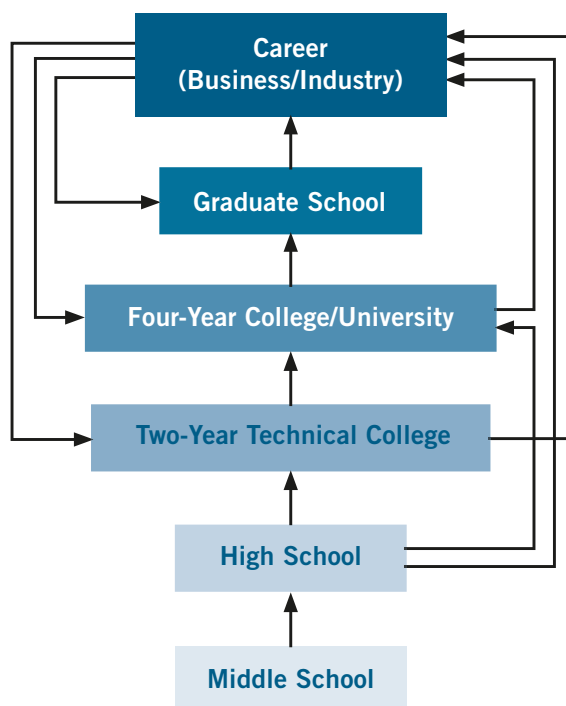 Career
(Business/Industry)
Graduate School
Four-Year College/University
Two-Year Technical College
High School
Middle School